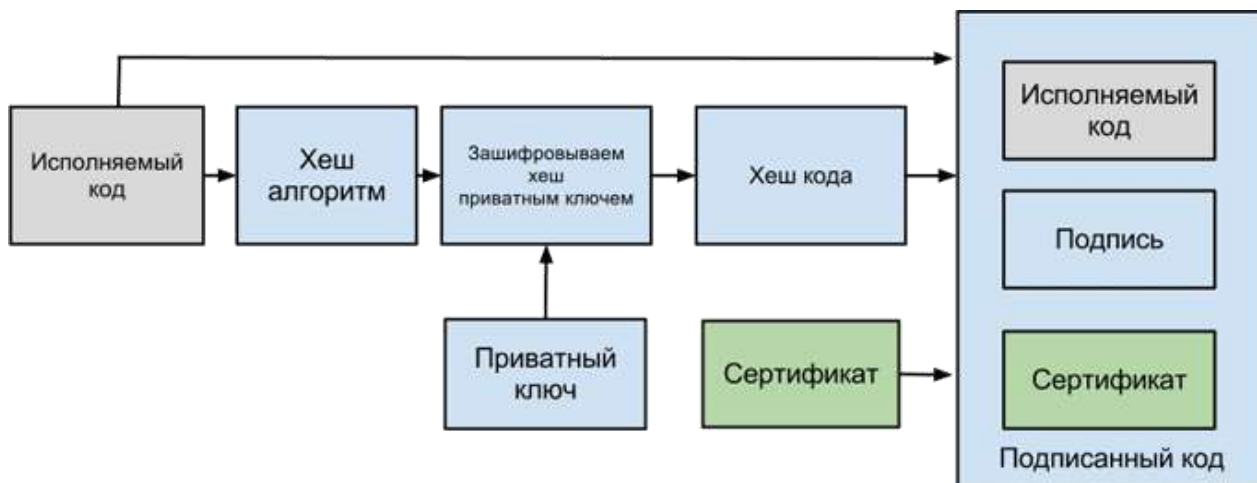 Исполняемый
код
Хеш
алгоритм
Зашифровываем
хеш
приватным ключем
Хеш кода
Приватный
ключ
Сертификат
Исполняемый
код
Подпись
Сертификат
Подписанный код